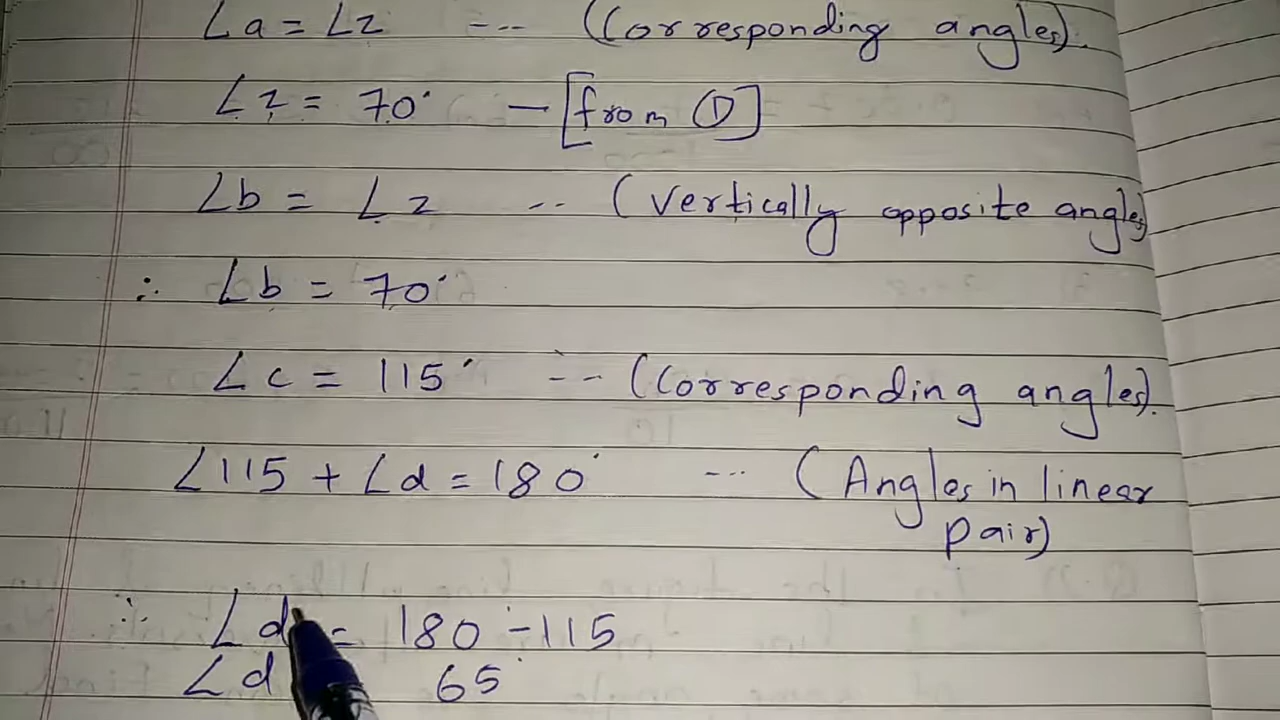 ∠a = ∠z --- (Corresponding angles).
∠z = 70° — [from ①]
∠b = ∠z -- (Vertically opposite angles)
∴ ∠b = 70°
∠c = 115° --- (Corresponding angles).
∠115 + ∠d = 180° --- (Angles in linear
pair)
∴ ∠d = 180° - 115
∠d 65°